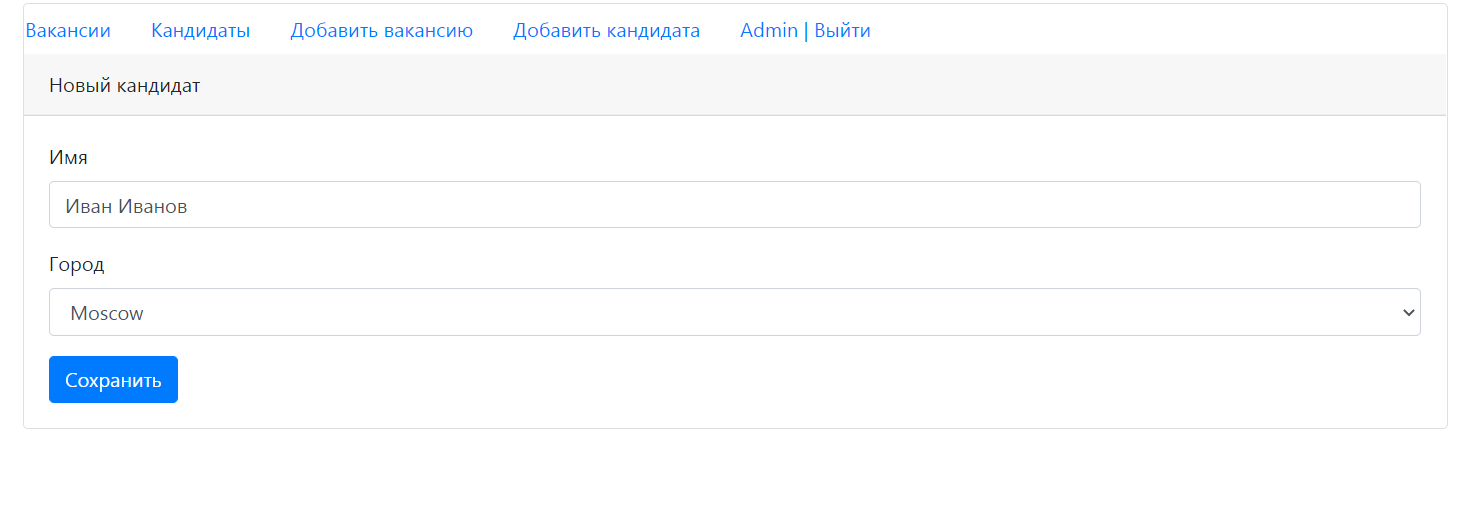 Вакансии Кандидаты Добавить вакансию Добавить кандидата Admin | Выйти
Новый кандидат
Имя
Иван Иванов
Город
Moscow
Сохранить